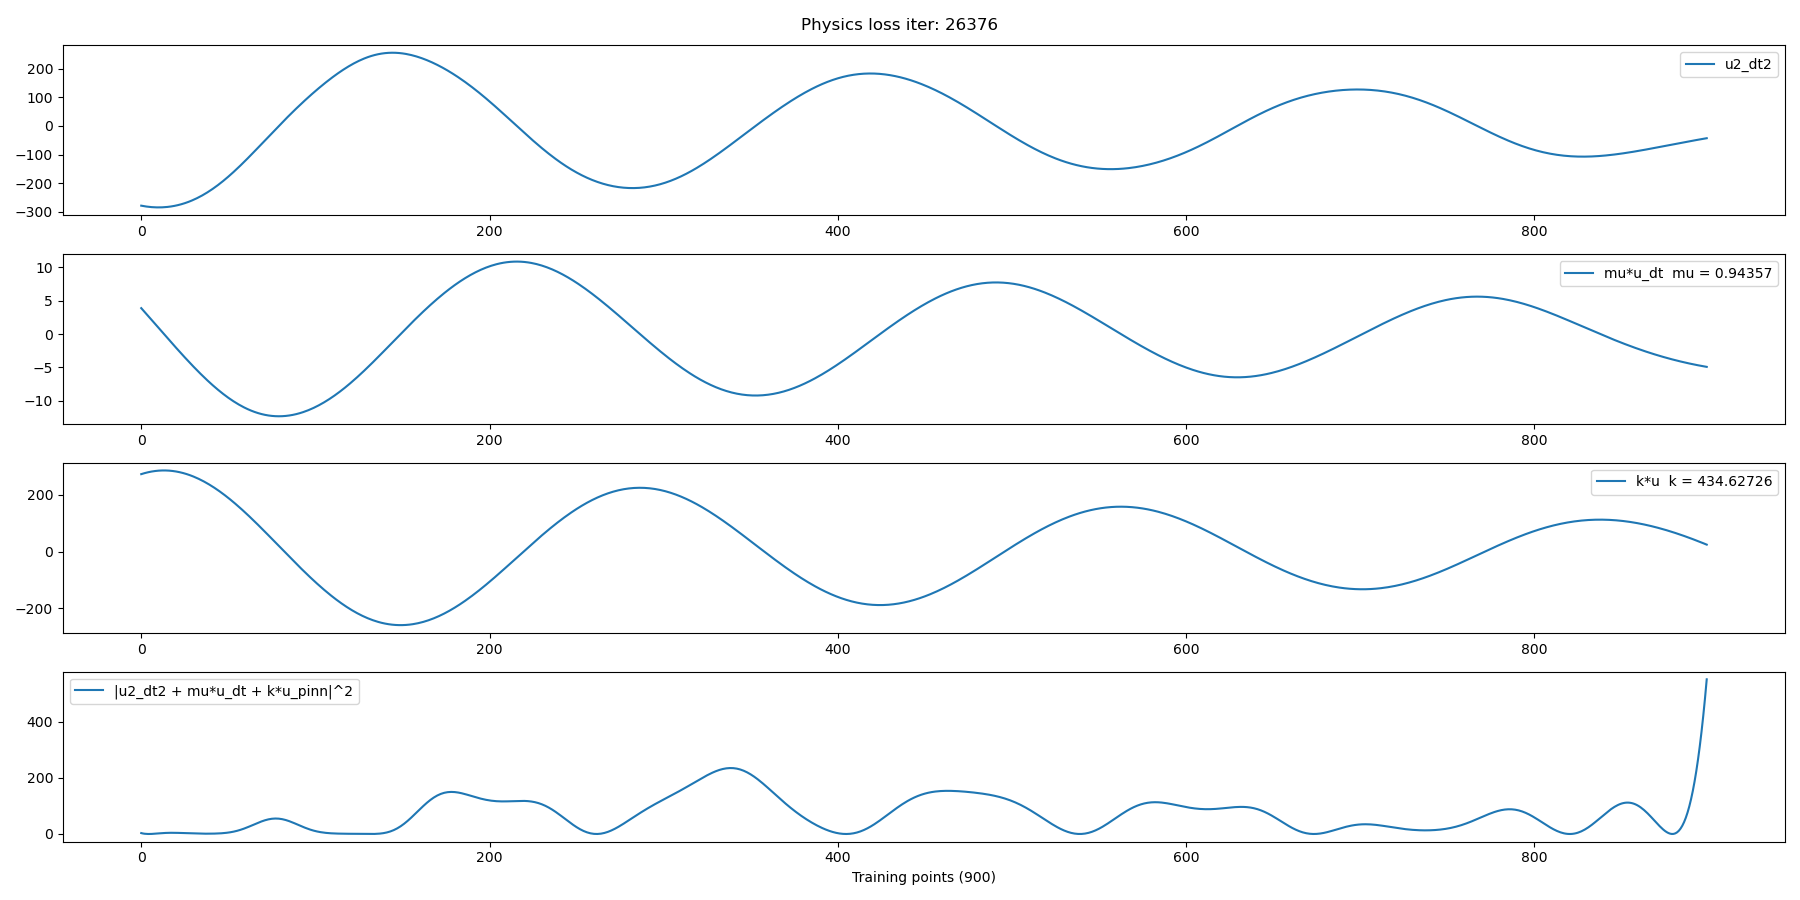 Physics loss iter: 26376
200
100
0
−100
−200
−300
u2_dt2
0 200 400 600 800
10
5
0
−5
−10
mu*u_dt  mu = 0.94357
0 200 400 600 800
200
0
−200
k*u  k = 434.62726
0 200 400 600 800
400
200
0
|u2_dt2 + mu*u_dt + k*u_pinn|^2
0 200 400 600 800
Training points (900)